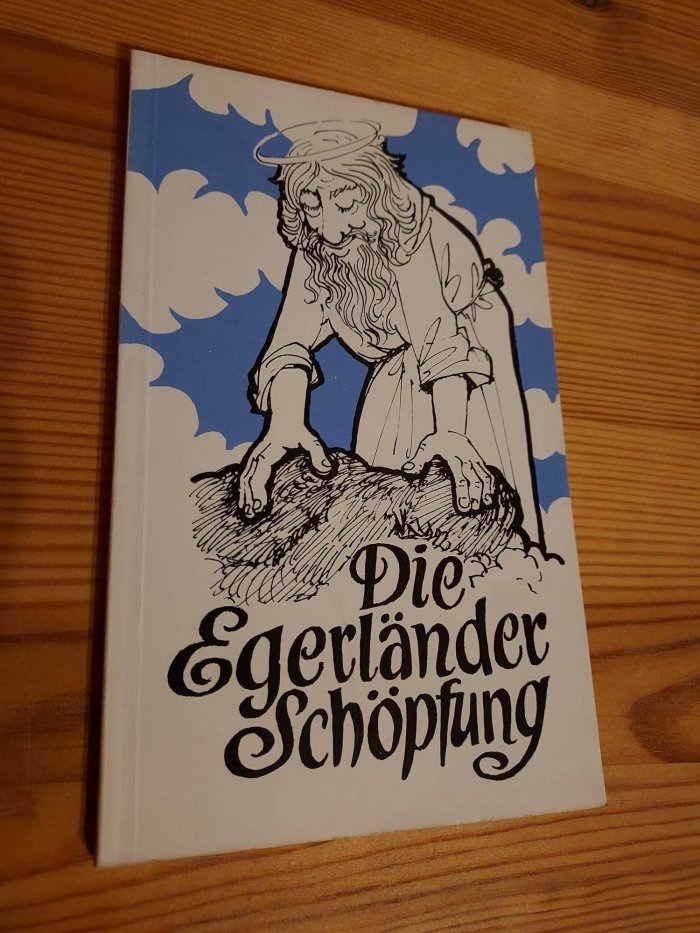 Die
Egerländer
Schöpfung